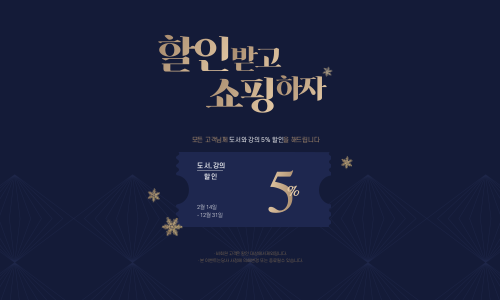 할인받고
쇼핑하자
모든 고객님께 도서와 강의 5% 할인을 해드립니다
도서, 강의
할인
5%
2월 14일
- 12월 31일